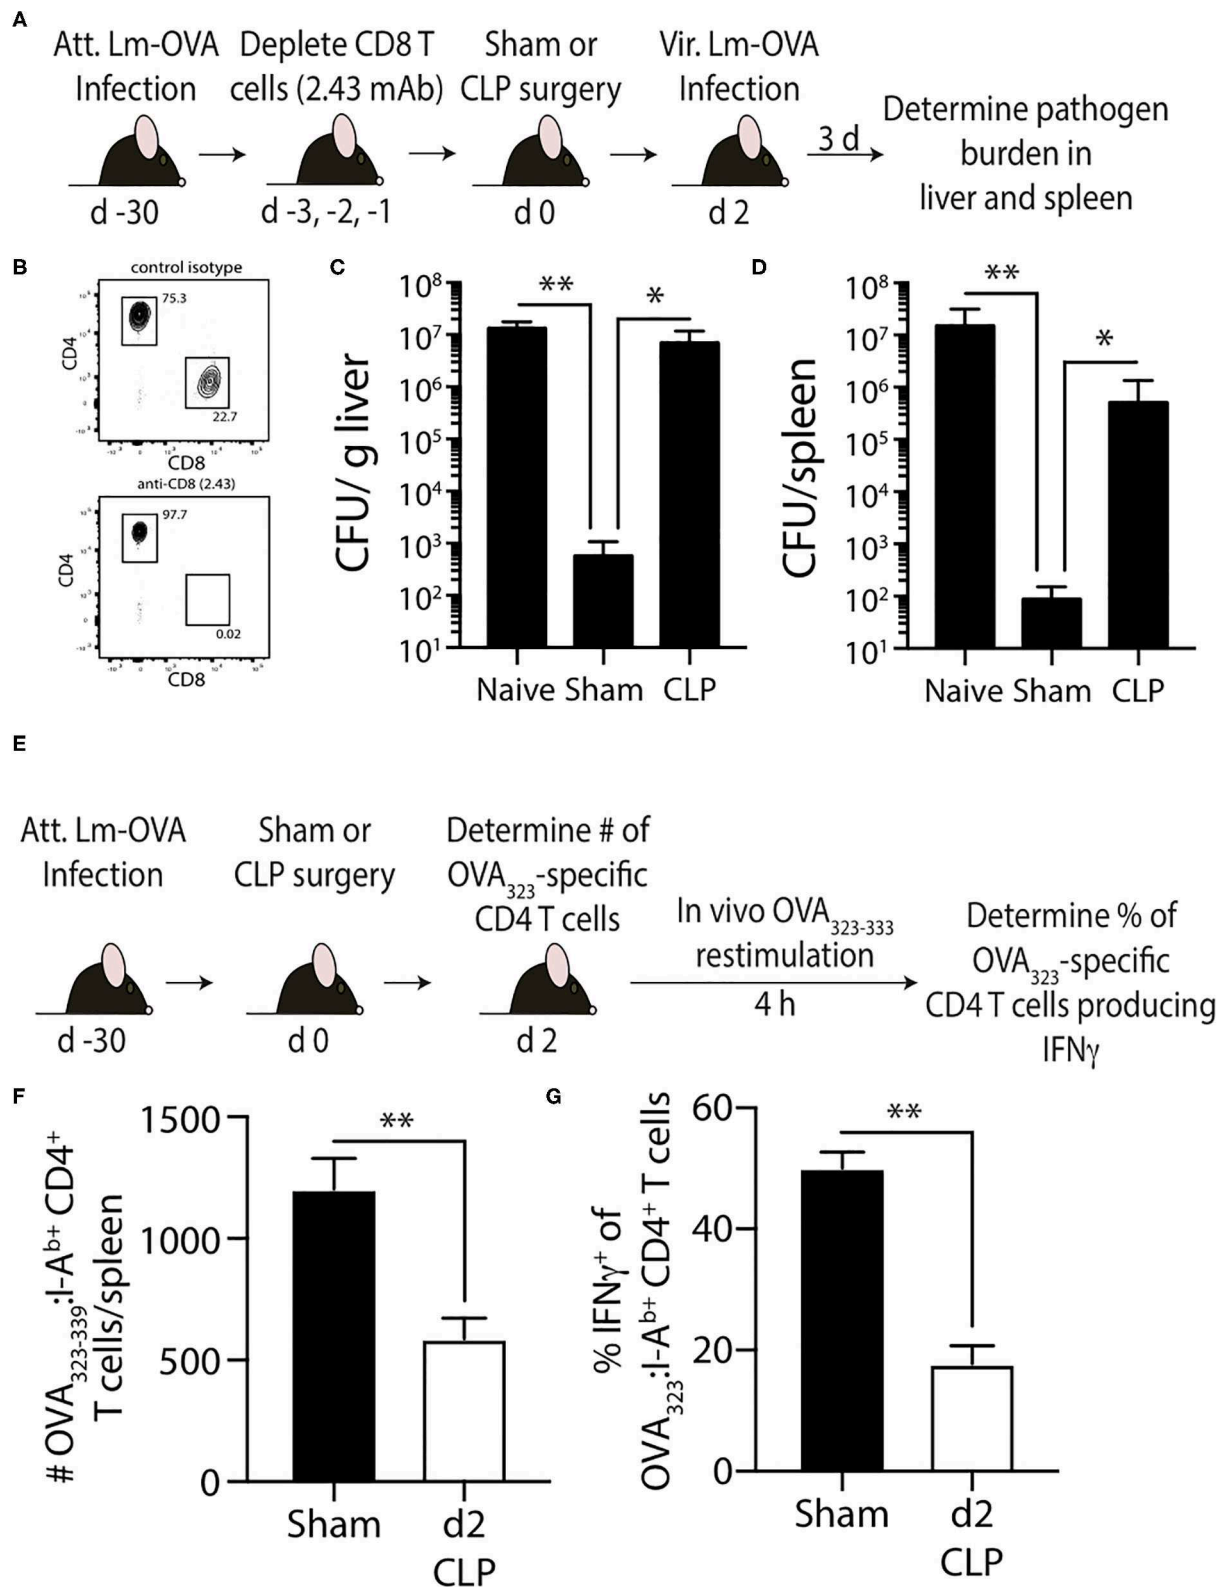 A
Att. Lm-OVA
Infection
Deplete CD8 T
cells (2.43 mAb)
Sham or
CLP surgery
Vir. Lm-OVA
Infection
3 d
Determine pathogen
burden in
liver and spleen
d -30
d -3, -2, -1
d 0
d 2
B
control isotype
75.3
22.7
CD4
CD8
anti-CD8 (2.43)
97.7
0.02
CD4
CD8
C
CFU/ g liver
10⁸
10⁷
10⁶
10⁵
10⁴
10³
10²
10¹
**
*
Naive Sham CLP
D
CFU/spleen
10⁸
10⁷
10⁶
10⁵
10⁴
10³
10²
10¹
**
*
Naive Sham CLP
E
Att. Lm-OVA
Infection
Sham or
CLP surgery
Determine # of
OVA₃₂₃-specific
CD4 T cells
In vivo OVA₃₂₃₋₃₃₃
restimulation
4 h
Determine % of
OVA₃₂₃-specific
CD4 T cells producing
IFNγ
d -30
d 0
d 2
F
# OVA₃₂₃₋₃₃₉:I-Aᵇ⁺ CD4⁺
T cells/spleen
1500
1000
500
0
**
Sham
d2
CLP
G
% IFNγ⁺ of
OVA₃₂₃:I-Aᵇ⁺ CD4⁺ T cells
60
40
20
0
**
Sham
d2
CLP